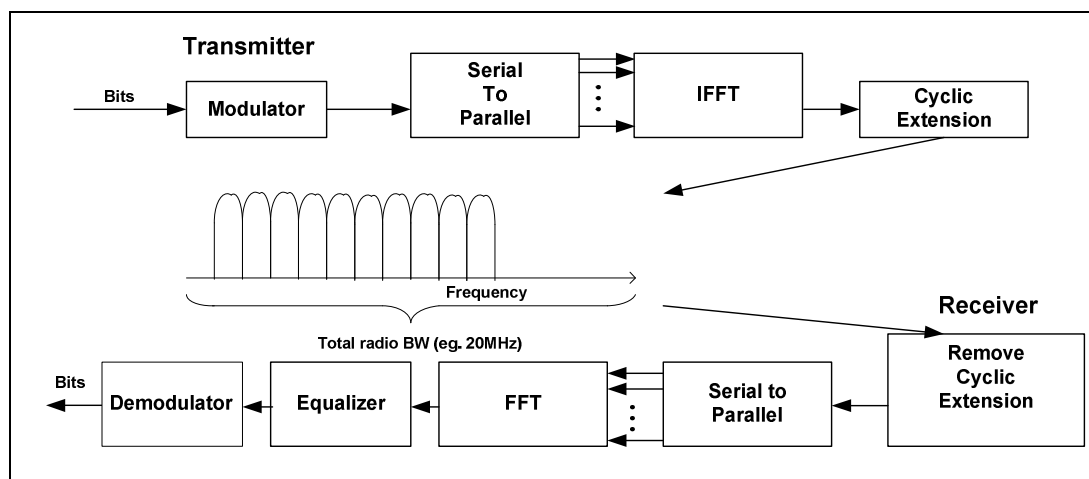 Transmitter
Bits
Modulator
Serial
To
Parallel
IFFT
Cyclic
Extension
Frequency
Total radio BW (eg. 20MHz)
Receiver
Remove
Cyclic
Extension
Serial to
Parallel
FFT
Equalizer
Demodulator
Bits